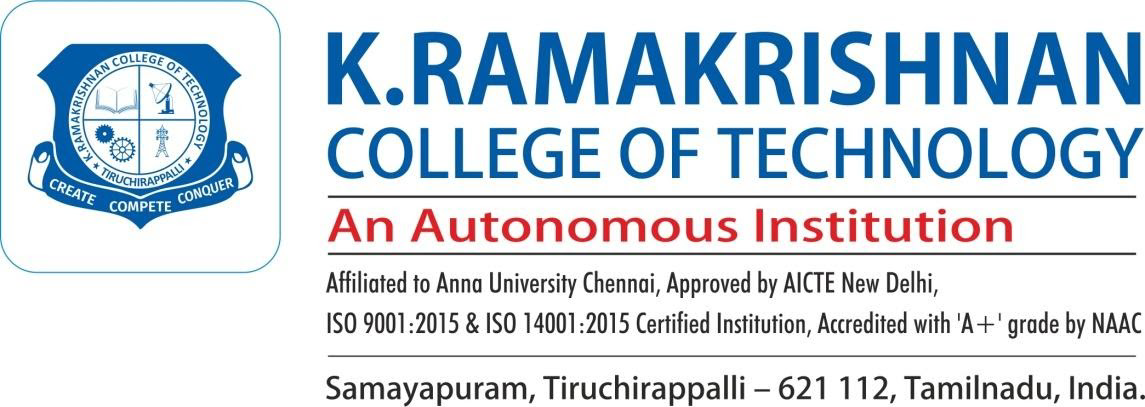 K.RAMAKRISHNAN COLLEGE OF TECHNOLOGY
★ TIRUCHIRAPPALLI ★
CREATE COMPETE CONQUER
K.RAMAKRISHNAN
COLLEGE OF TECHNOLOGY
An Autonomous Institution
Affiliated to Anna University Chennai, Approved by AICTE New Delhi,
ISO 9001:2015 & ISO 14001:2015 Certified Institution, Accredited with 'A+' grade by NAAC
Samayapuram, Tiruchirappalli – 621 112, Tamilnadu, India.